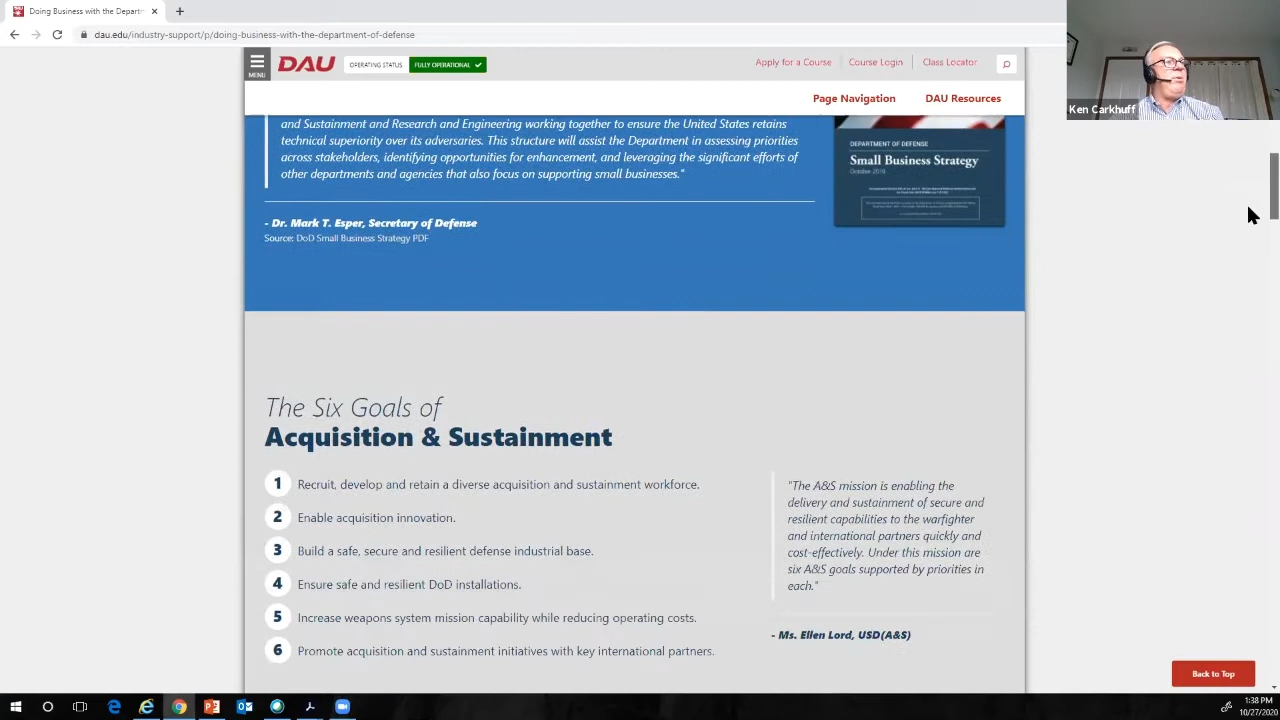 Doing Business with the Departm
dau.edu/industry-support/p/doing-business-with-the-department-of-defense
MENU
DAU
OPERATING STATUS
FULLY OPERATIONAL
Apply for a Course
Course Login
Class Locator
Ken Carkhuff
Page Navigation
DAU Resources
and Sustainment and Research and Engineering working together to ensure the United States retains
technical superiority over its adversaries. This structure will assist the Department in assessing priorities
across stakeholders, identifying opportunities for enhancement, and leveraging the significant efforts of
other departments and agencies that also focus on supporting small businesses."
- Dr. Mark T. Esper, Secretary of Defense
Source: DoD Small Business Strategy PDF
DEPARTMENT OF DEFENSE
Small Business Strategy
October 2019
The Six Goals of
Acquisition & Sustainment
1 Recruit, develop and retain a diverse acquisition and sustainment workforce.
2 Enable acquisition innovation.
3 Build a safe, secure and resilient defense industrial base.
4 Ensure safe and resilient DoD installations.
5 Increase weapons system mission capability while reducing operating costs.
6 Promote acquisition and sustainment initiatives with key international partners.
"The A&S mission is enabling the
delivery and sustainment of secure and
resilient capabilities to the warfighter
and international partners quickly and
cost-effectively. Under this mission are
six A&S goals supported by priorities in
each."
- Ms. Ellen Lord, USD(A&S)
Back to Top
1:38 PM
10/27/2020